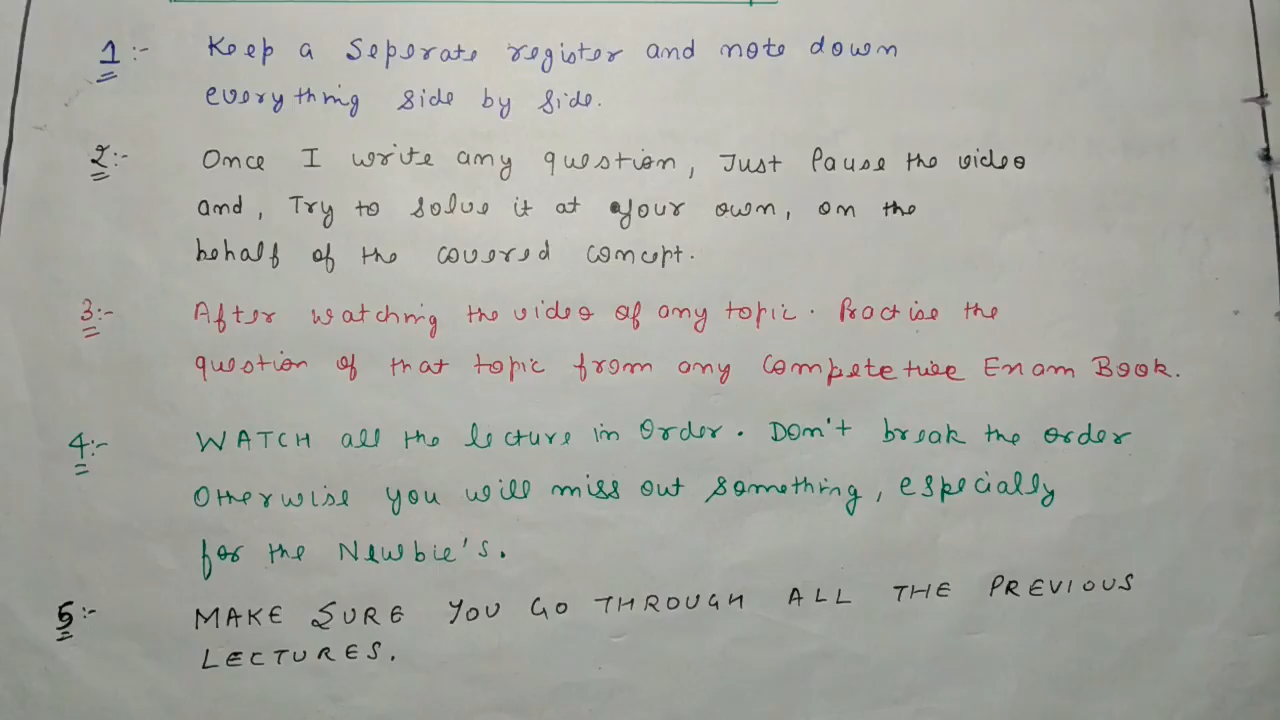 1:- Keep a Seperate register and note down
everything side by side.
2:- Once I write any question, Just Pause the video
and, Try to solve it at your own, on the
behalf of the covered concept.
3:- After watching the video of any topic. Practise the
question of that topic from any Competetive Exam Book.
4:- WATCH all the lecture in Order. Don't break the order
Otherwise you will miss out something, especially
for the Newbie's.
5:- MAKE SURE YOU GO THROUGH ALL THE PREVIOUS
LECTURES.